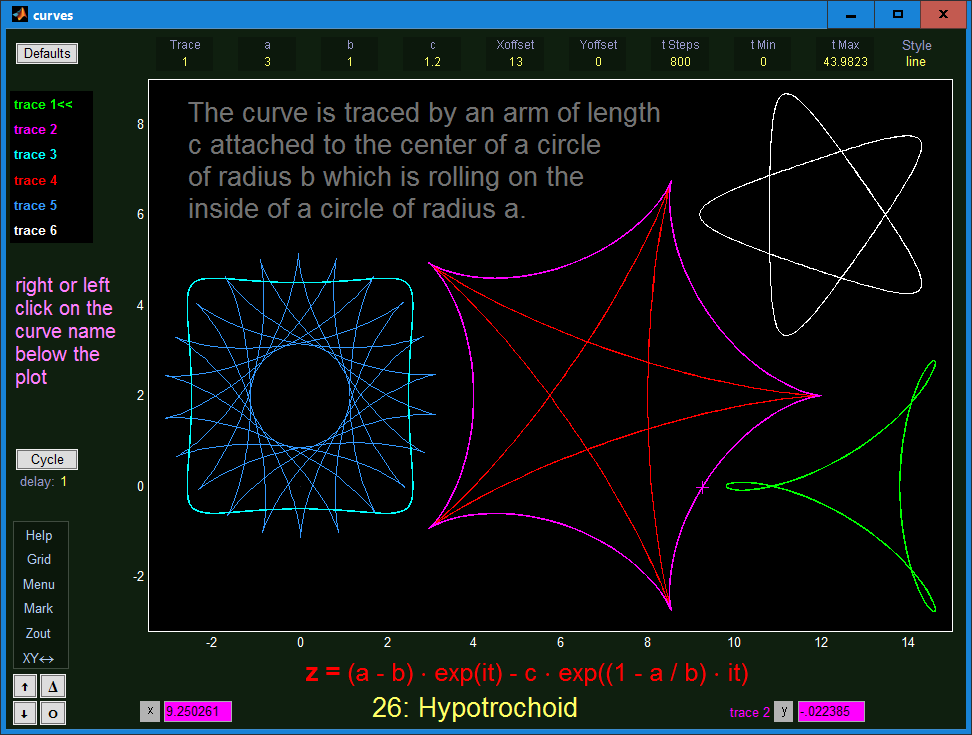 curves
Defaults
Trace a b c Xoffset Yoffset t Steps t Min t Max Style
1 3 1 1.2 13 0 800 0 43.9823 line
trace 1<<
trace 2
trace 3
trace 4
trace 5
trace 6
The curve is traced by an arm of length
c attached to the center of a circle
of radius b which is rolling on the
inside of a circle of radius a.
right or left
click on the
curve name
below the
plot
Cycle
delay: 1
Help
Grid
Menu
Mark
Zout
XY↔
↑ Δ
↓ O
8
6
4
2
0
-2
-2 0 2 4 6 8 10 12 14
z = (a - b) · exp(it) - c · exp((1 - a / b) · it)
x 9.250261 26: Hypotrochoid trace 2 y -.022385